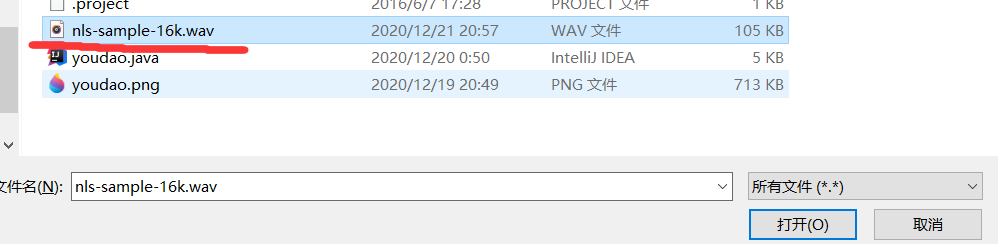 .project 2016/6/7 17:28 PROJECT 文件 1 KB
nls-sample-16k.wav 2020/12/21 20:57 WAV 文件 105 KB
youdao.java 2020/12/20 0:50 IntelliJ IDEA 5 KB
youdao.png 2020/12/19 20:49 PNG 文件 713 KB
文件名(N): nls-sample-16k.wav 所有文件 (*.*)
打开(O) 取消